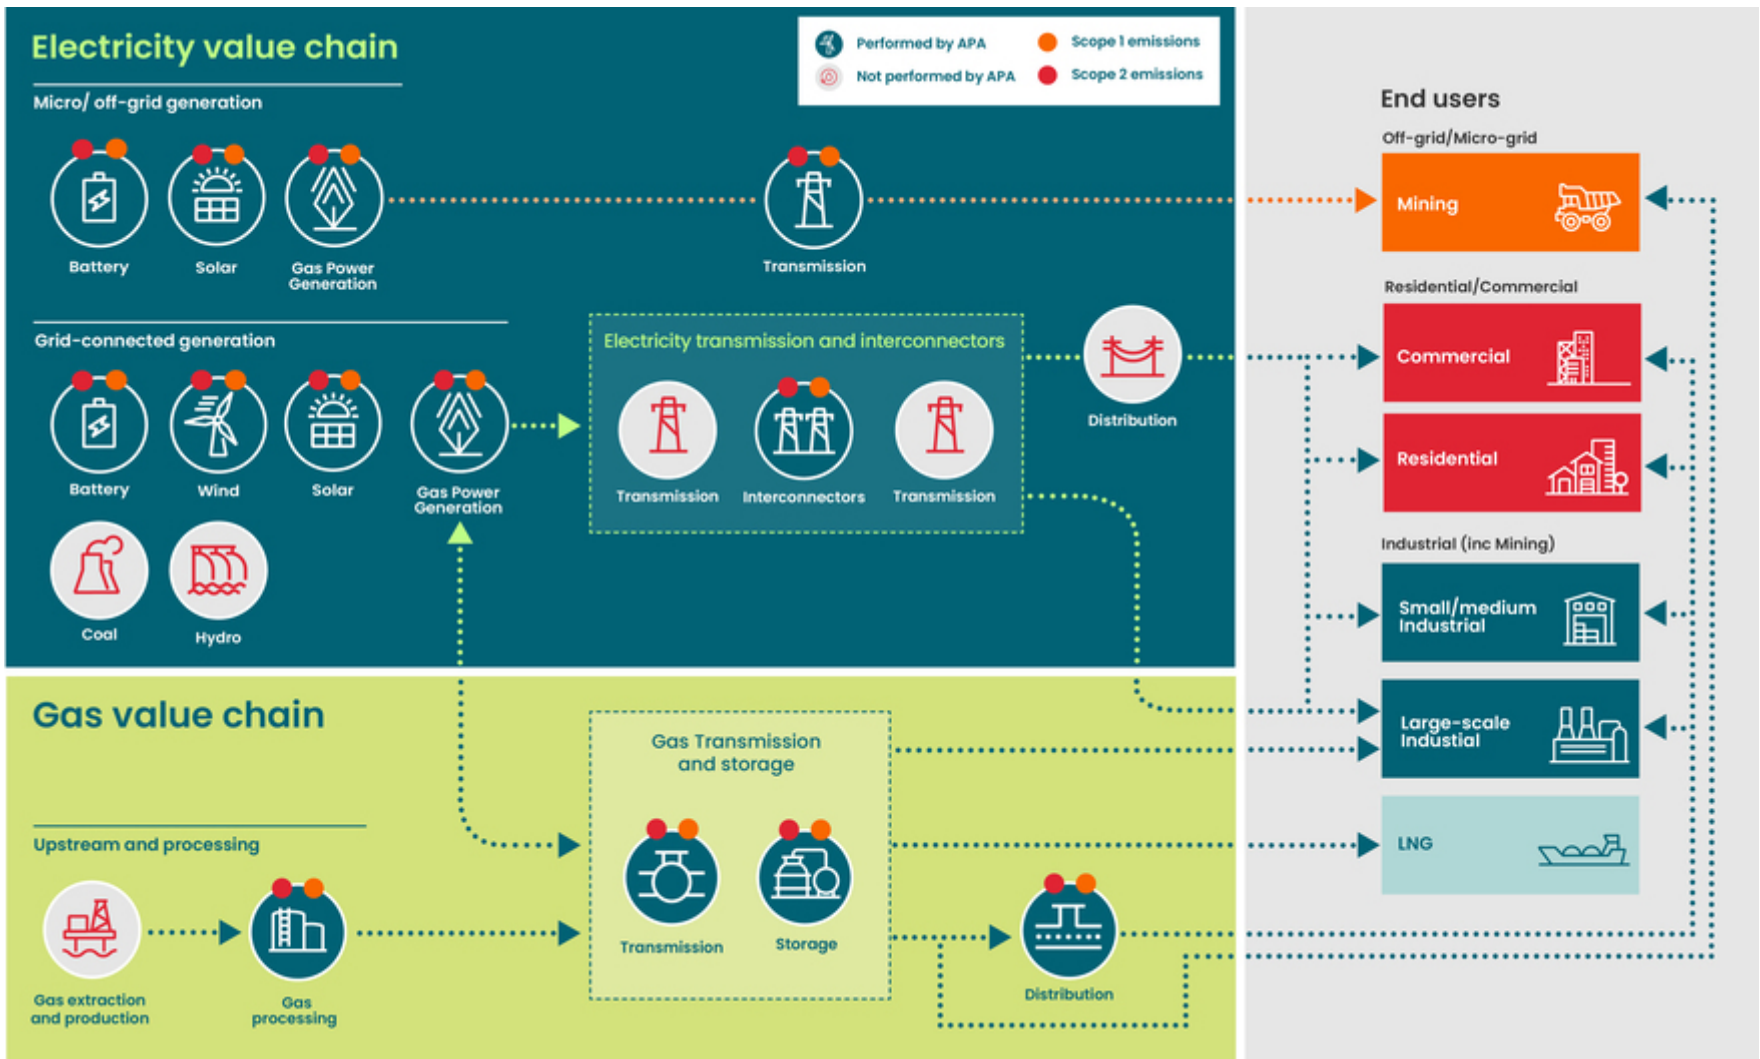 Electricity value chain
Performed by APA
Scope 1 emissions
Not performed by APA
Scope 2 emissions
Micro/ off-grid generation
Battery
Solar
Gas Power
Generation
Transmission
Grid-connected generation
Battery
Wind
Solar
Gas Power
Generation
Coal
Hydro
Electricity transmission and interconnectors
Transmission
Interconnectors
Transmission
Distribution
Gas value chain
Upstream and processing
Gas extraction
and production
Gas
processing
Gas Transmission
and storage
Transmission
Storage
Distribution
End users
Off-grid/Micro-grid
Mining
Residential/Commercial
Commercial
Residential
Industrial (inc Mining)
Small/medium
Industrial
Large-scale
Industial
LNG